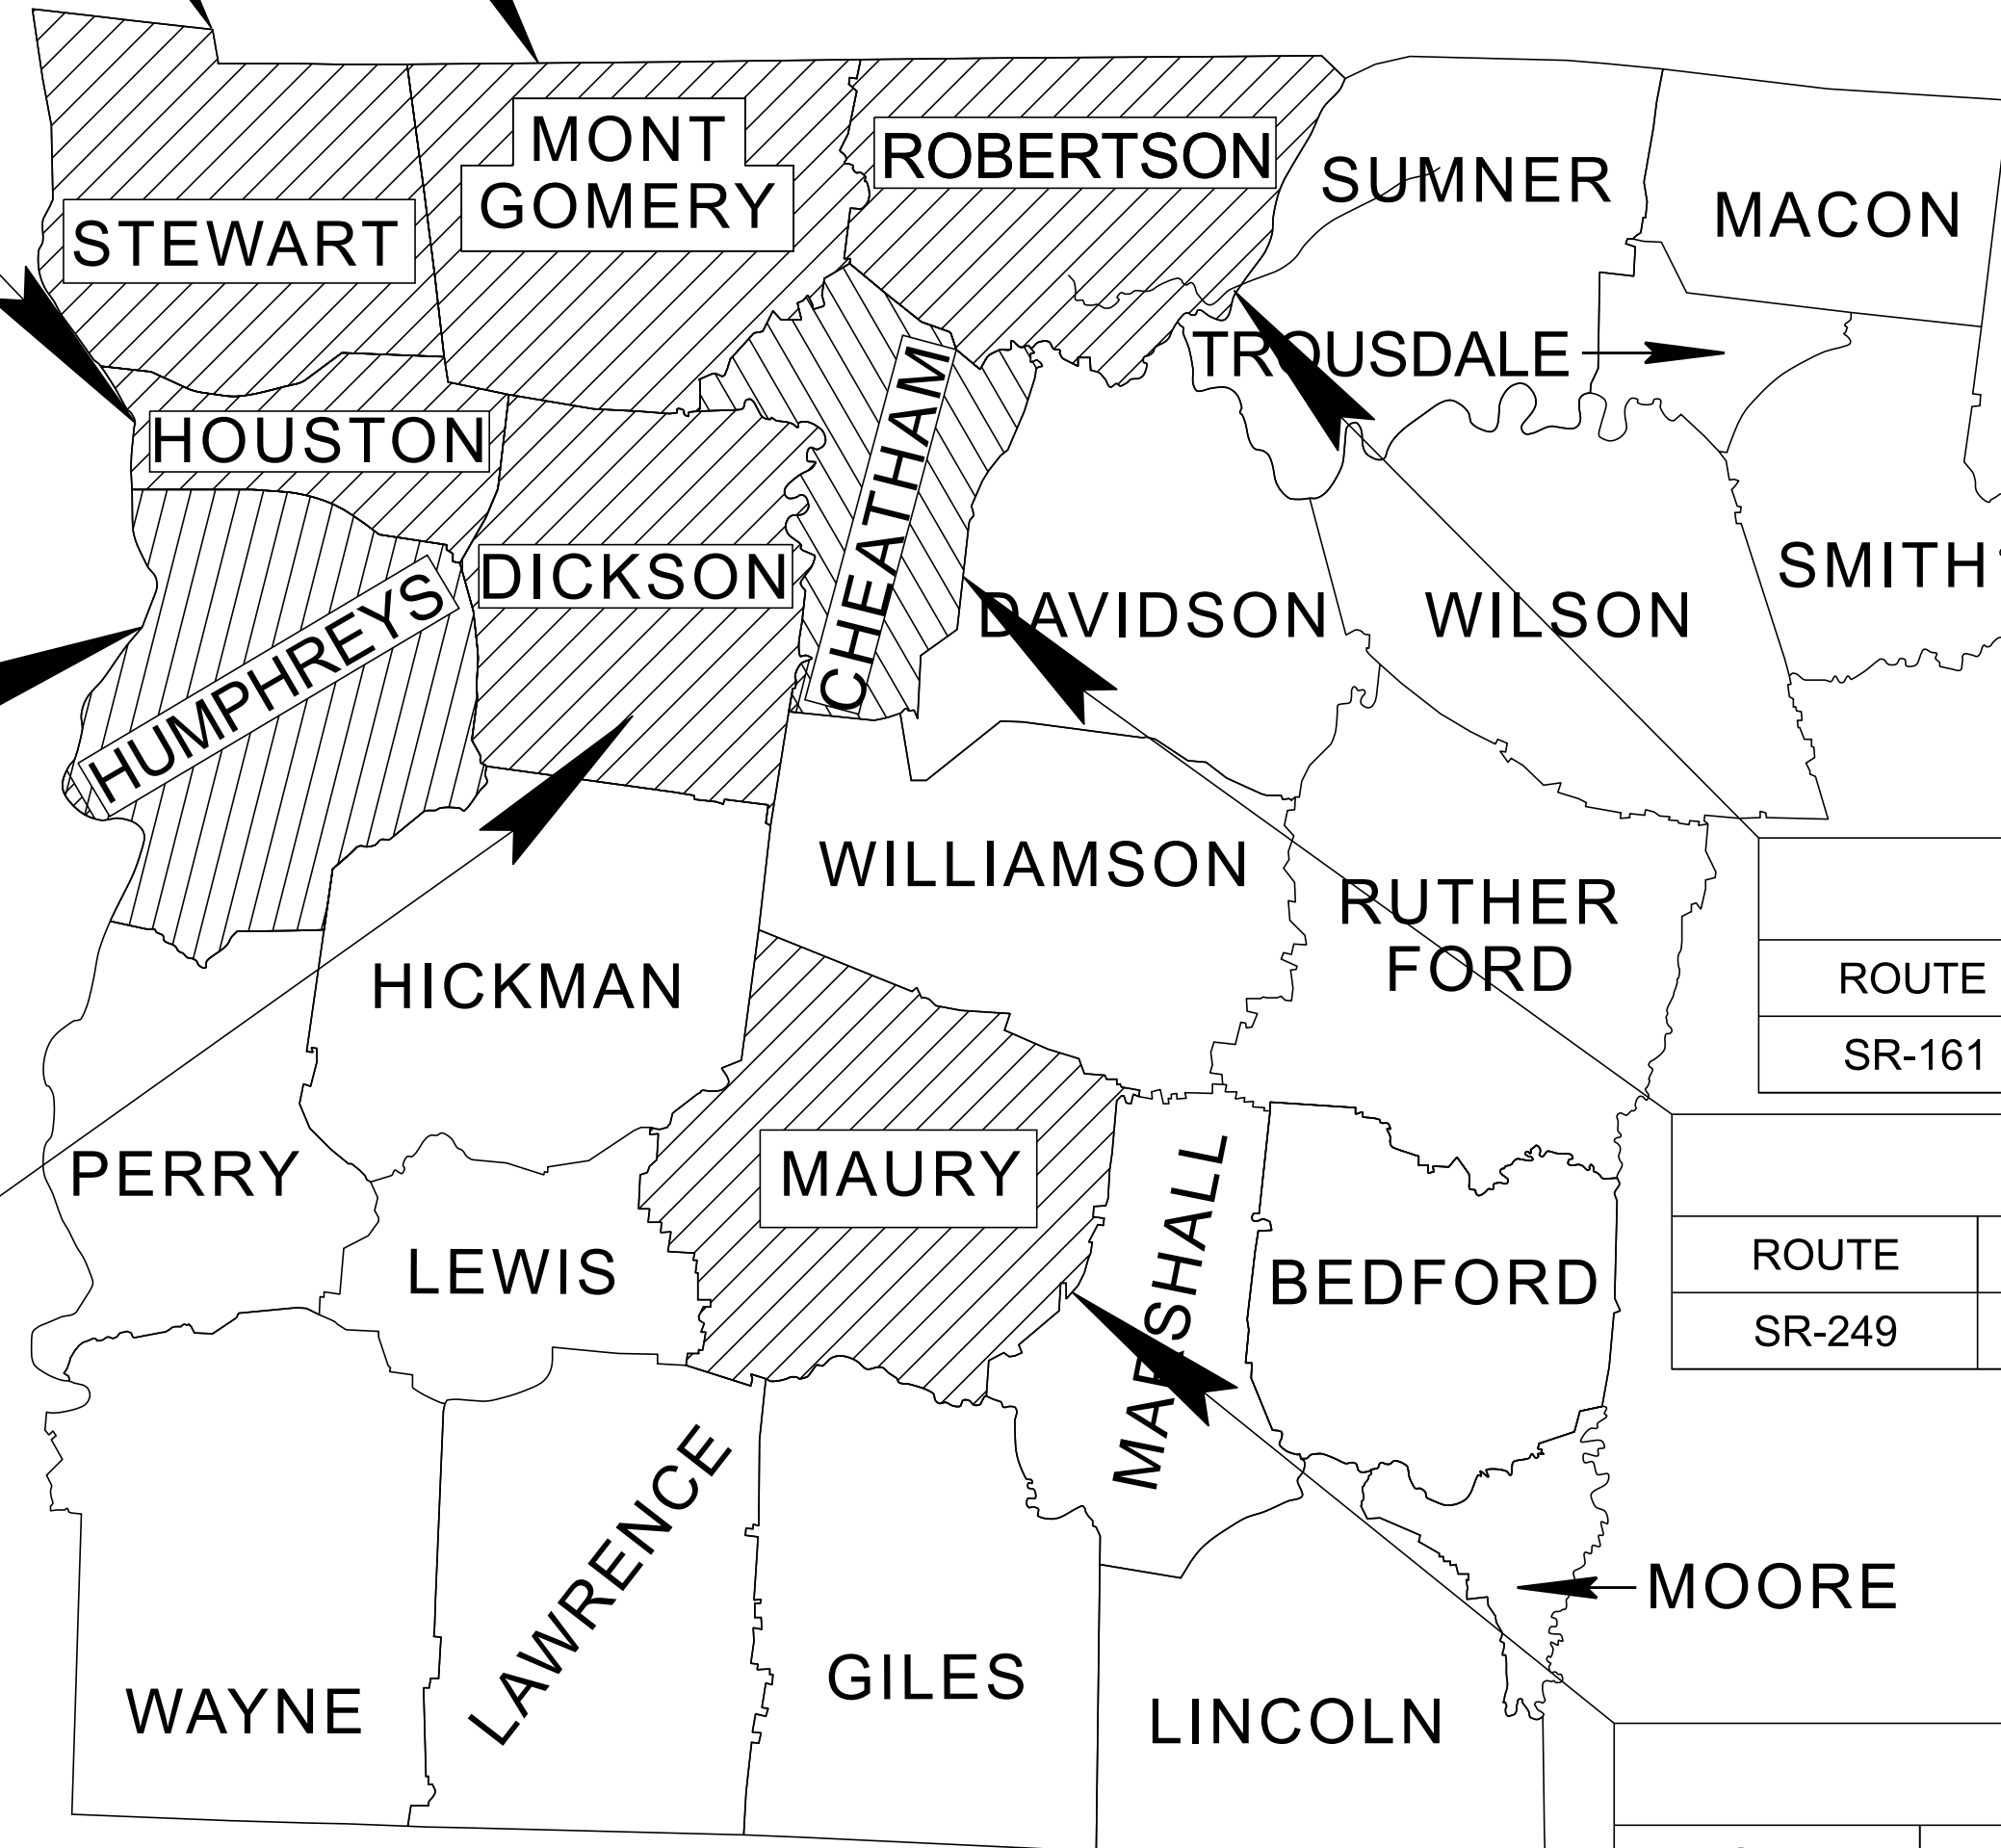 MONT
GOMERY
ROBERTSON
SUMNER
MACON
STEWART
TROUSDALE
HOUSTON
CHEATHAM
DICKSON
SMITH
HUMPHREYS
DAVIDSON
WILSON
WILLIAMSON
RUTHER
FORD
HICKMAN
ROUTE
SR-161
PERRY
MAURY
MARSHALL
LEWIS
BEDFORD
ROUTE
SR-249
LAWRENCE
MOORE
GILES
WAYNE
LINCOLN